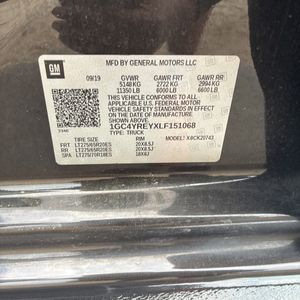 GM
MFD BY GENERAL MOTORS LLC
09/19 GVWR GAWR FRT GAWR RR
5148 KG 2722 KG 2994 KG
11350 LB 6000 LB 6600 LB
THIS VEHICLE CONFORMS TO ALL APPLICABLE
U.S. FEDERAL MOTOR VEHICLE SAFETY
STANDARDS IN EFFECT ON THE DATE OF
MANUFACTURE SHOWN ABOVE.
1GC4YREYXLF151068
TYPE: TRUCK MODEL: X#CK20743
TIRE SIZE RIM
FRT LT275/65R20ES 20X8.5J
RR LT275/65R20ES 20X8.5J
SPA LT275/70R18ES 18X8J